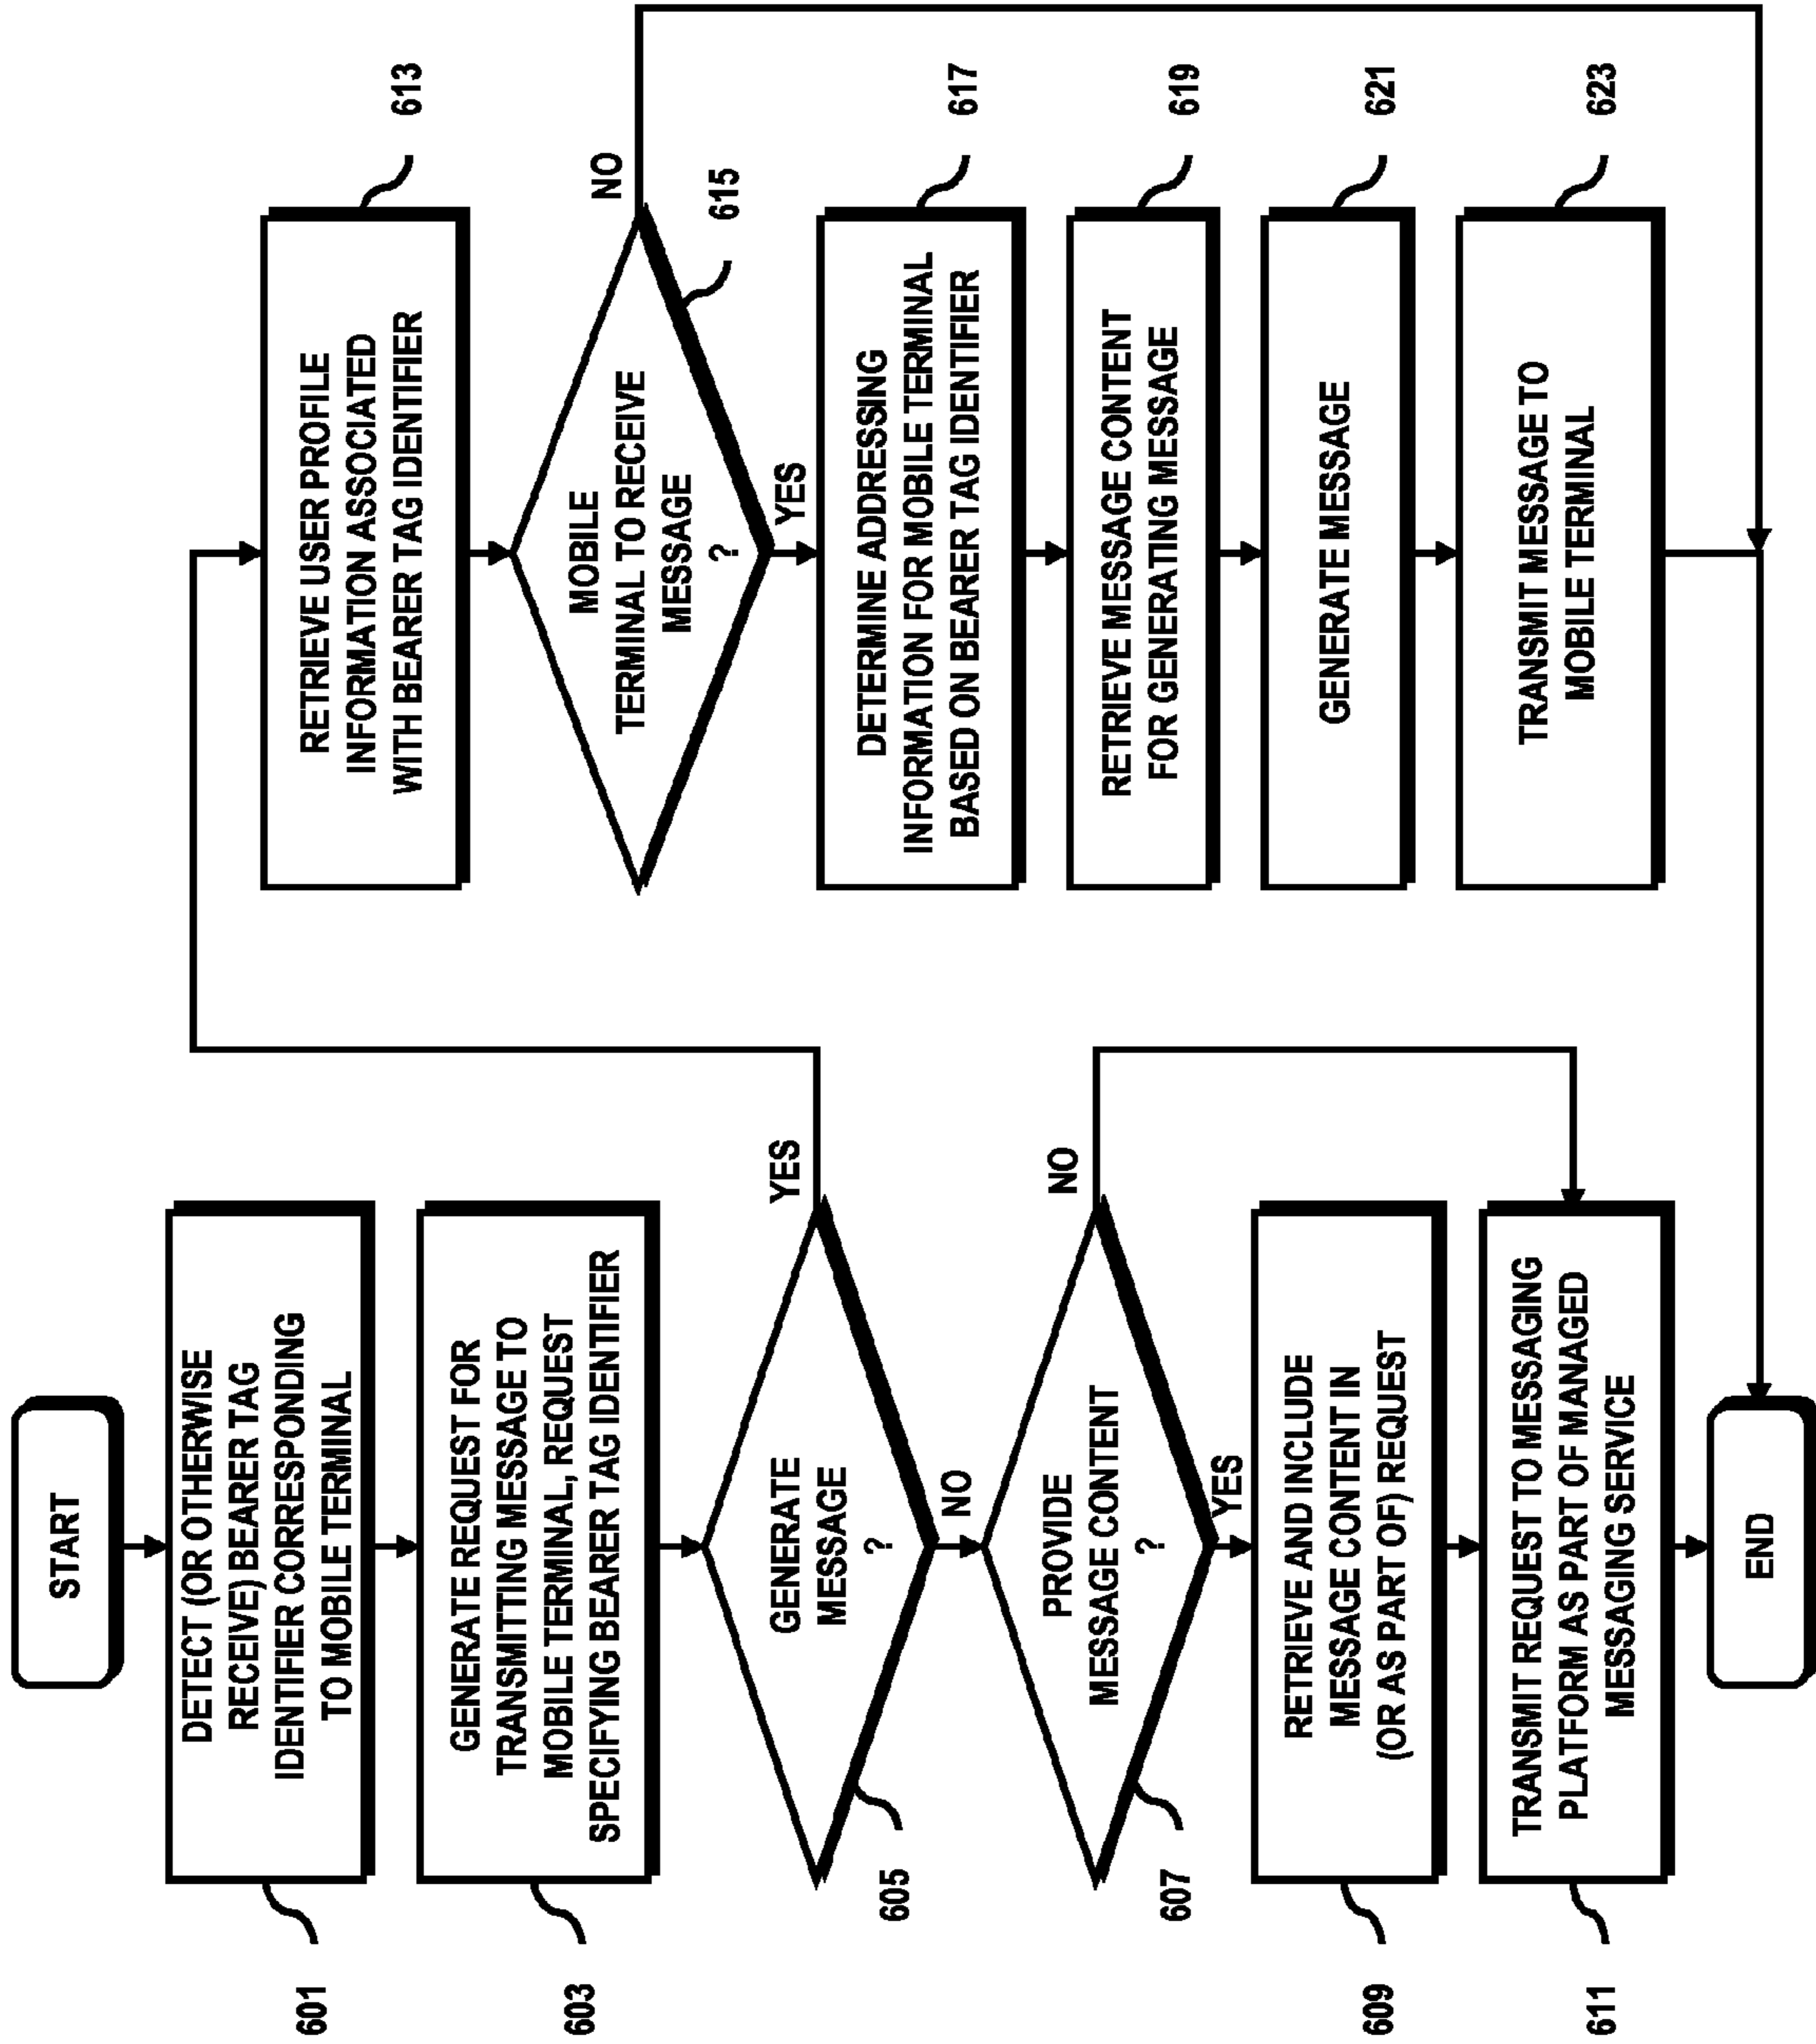 START
DETECT (OR OTHERWISE
RECEIVE) BEARER TAG
IDENTIFIER CORRESPONDING
TO MOBILE TERMINAL
601
GENERATE REQUEST FOR
TRANSMITTING MESSAGE TO
MOBILE TERMINAL, REQUEST
SPECIFYING BEARER TAG IDENTIFIER
603
GENERATE
MESSAGE
?
605
YES
NO
PROVIDE
MESSAGE CONTENT
?
607
NO
YES
RETRIEVE AND INCLUDE
MESSAGE CONTENT IN
(OR AS PART OF) REQUEST
609
TRANSMIT REQUEST TO MESSAGING
PLATFORM AS PART OF MANAGED
MESSAGING SERVICE
611
END
RETRIEVE USER PROFILE
INFORMATION ASSOCIATED
WITH BEARER TAG IDENTIFIER
613
MOBILE
TERMINAL TO RECEIVE
MESSAGE
?
615
NO
YES
DETERMINE ADDRESSING
INFORMATION FOR MOBILE TERMINAL
BASED ON BEARER TAG IDENTIFIER
617
RETRIEVE MESSAGE CONTENT
FOR GENERATING MESSAGE
619
GENERATE MESSAGE
621
TRANSMIT MESSAGE TO
MOBILE TERMINAL
623